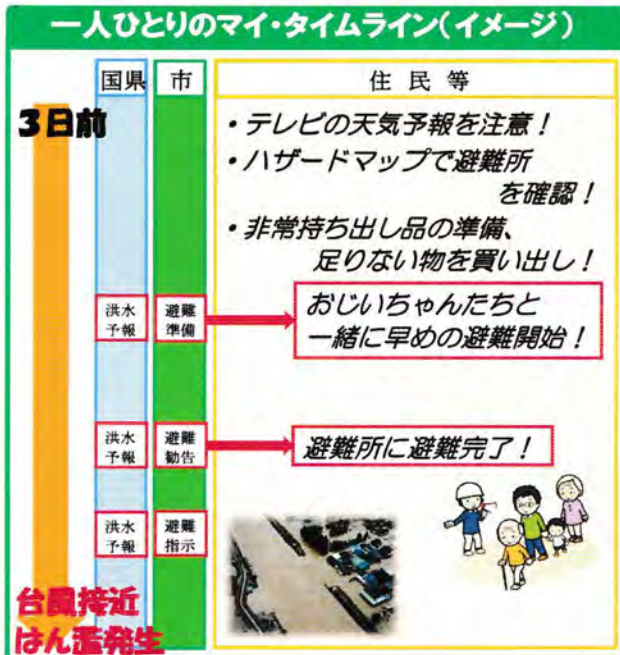 一人ひとりのマイ・タイムライン(イメージ)
国県
市
住民等
3日前
・テレビの天気予報を注意!
・ハザードマップで避難所
を確認!
・非常持ち出し品の準備、
足りない物を買い出し!
洪水
予報
避難
準備
おじいちゃんたちと
一緒に早めの避難開始!
洪水
予報
避難
勧告
避難所に避難完了!
洪水
予報
避難
指示
台風接近
はん濫発生